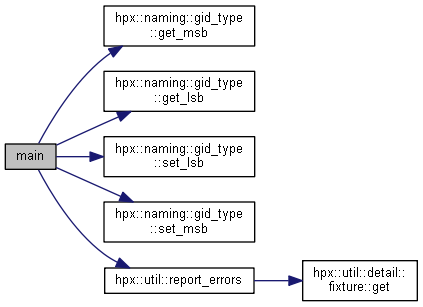 hpx::naming::gid_type
::get_msb
hpx::naming::gid_type
::get_lsb
main
hpx::naming::gid_type
::set_lsb
hpx::naming::gid_type
::set_msb
hpx::util::report_errors
hpx::util::detail::
fixture::get